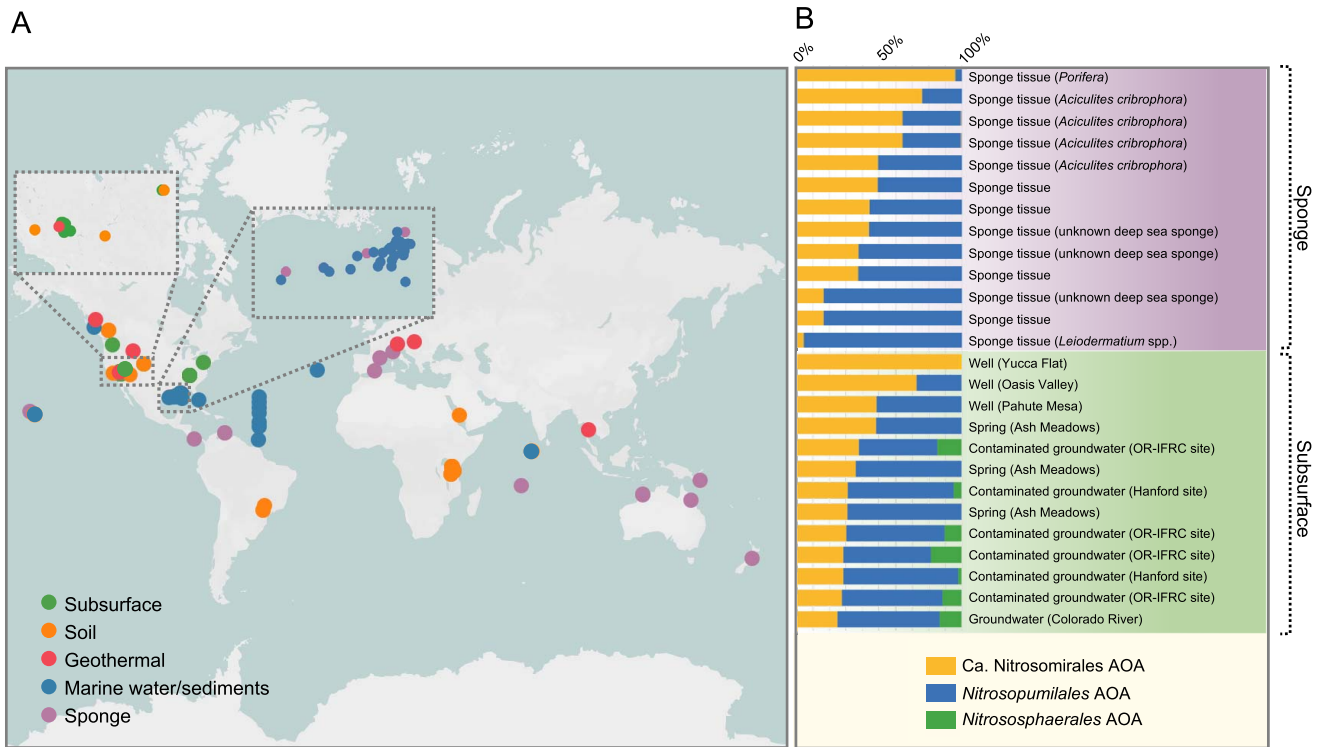 A
B
0%
50%
100%
Sponge tissue (Porifera)
Sponge tissue (Aciculites cribrophora)
Sponge tissue (Aciculites cribrophora)
Sponge tissue (Aciculites cribrophora)
Sponge tissue (Aciculites cribrophora)
Sponge tissue
Sponge tissue
Sponge tissue (unknown deep sea sponge)
Sponge tissue (unknown deep sea sponge)
Sponge tissue
Sponge tissue (unknown deep sea sponge)
Sponge tissue
Sponge tissue (Leiodermatium spp.)
Sponge
Well (Yucca Flat)
Well (Oasis Valley)
Well (Pahute Mesa)
Spring (Ash Meadows)
Contaminated groundwater (OR-IFRC site)
Spring (Ash Meadows)
Contaminated groundwater (Hanford site)
Spring (Ash Meadows)
Contaminated groundwater (OR-IFRC site)
Contaminated groundwater (OR-IFRC site)
Contaminated groundwater (Hanford site)
Contaminated groundwater (OR-IFRC site)
Groundwater (Colorado River)
Subsurface
Subsurface
Soil
Geothermal
Marine water/sediments
Sponge
Ca. Nitrosomirales AOA
Nitrosopumilales AOA
Nitrososphaerales AOA